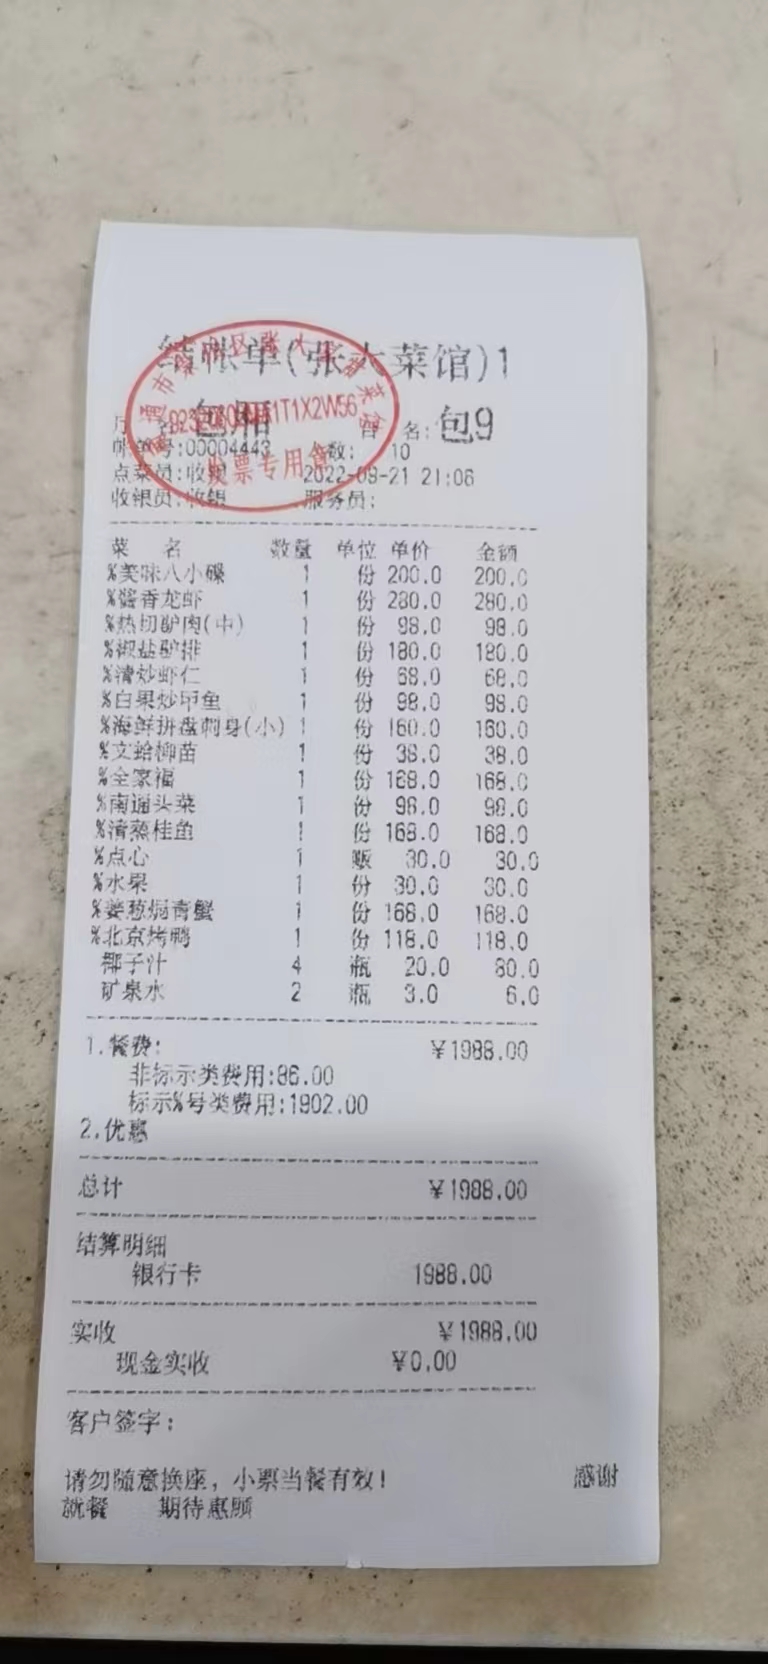 结帐单(张大菜馆)1
包厢 名: 包9
帐单号:00004443 数: 10
点菜员:收银 2022-09-21 21:06
收银员:收银 服务员:
发票专用章
菜 名 数量 单位 单价 金额
%美味八小碟 1 份 200.0 200.0
%酱香龙虾 1 份 280.0 280.0
%热切驴肉(中) 1 份 98.0 98.0
%椒盐驴排 1 份 180.0 180.0
%清炒虾仁 1 份 68.0 68.0
%白果炒甲鱼 1 份 98.0 98.0
%海鲜拼盘刺身(小) 1 份 160.0 160.0
%文蛤柳苗 1 份 38.0 38.0
%全家福 1 份 168.0 168.0
%南通头菜 1 份 98.0 98.0
%清蒸桂鱼 1 份 168.0 168.0
%点心 1 30.0 30.0
%水果 1 份 30.0 30.0
%姜葱焗青蟹 1 份 168.0 168.0
%北京烤鸭 1 份 118.0 118.0
椰子汁 4 瓶 20.0 80.0
矿泉水 2 瓶 3.0 6.0
1.餐费: ¥1988.00
非标示类费用:86.00
标示%号类费用:1902.00
2.优惠
总计 ¥1988.00
结算明细
银行卡 1988.00
实收 ¥1988.00
现金实收 ¥0.00
客户签字:
请勿随意换座，小票当餐有效! 感谢
就餐 期待惠顾